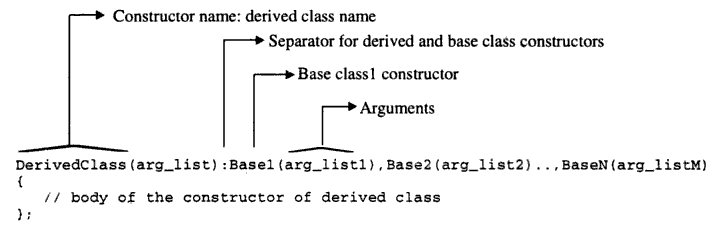 Constructor name: derived class name
Separator for derived and base class constructors
Base class1 constructor
Arguments
DerivedClass(arg_list):Base1(arg_list1),Base2(arg_list2)..,BaseN(arg_listM)
{
// body of the constructor of derived class
};